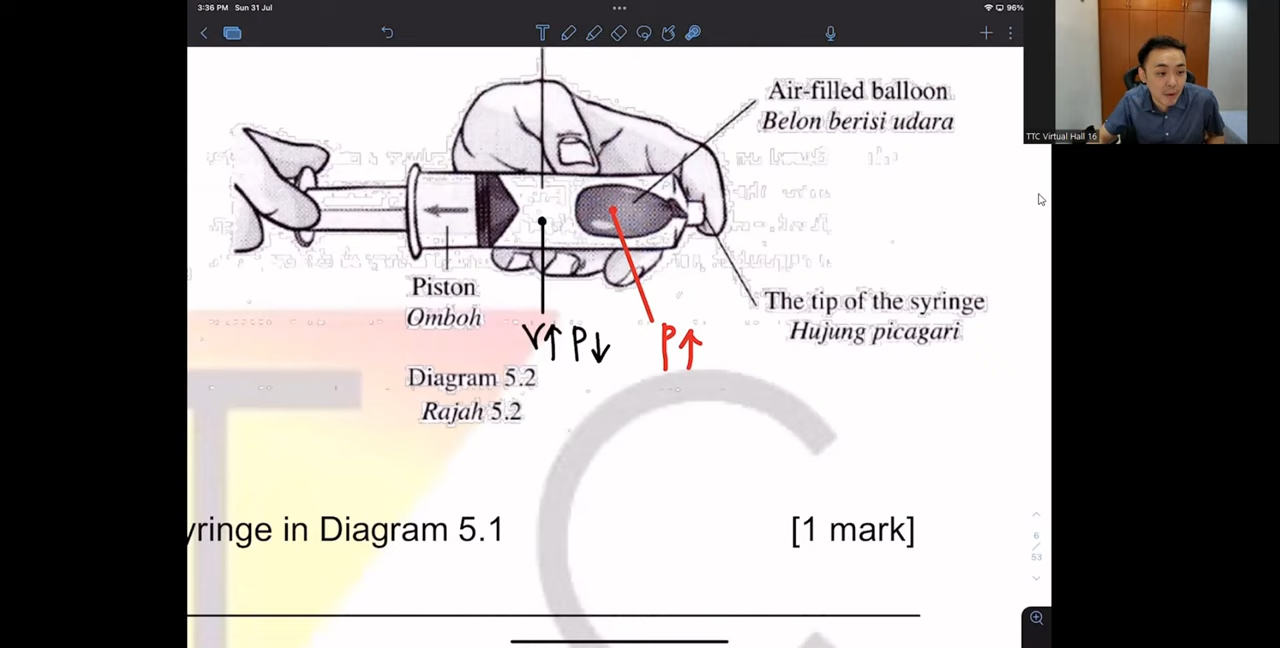 3:36 PM Sun 31 Jul
96%
Air-filled balloon
Belon berisi udara
TTC Virtual Hall 16
Piston
Omboh
The tip of the syringe
Hujung picagari
V↑ P↓
P↑
Diagram 5.2
Rajah 5.2
yringe in Diagram 5.1
[1 mark]
6
/
53